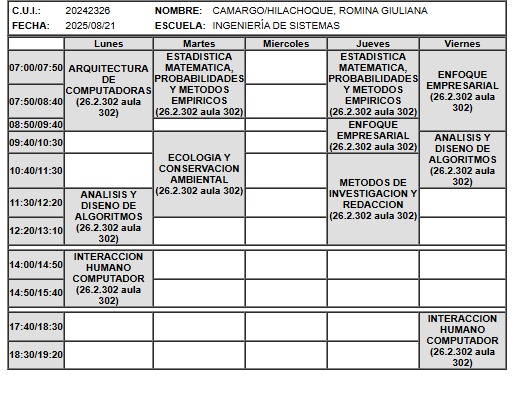 C.U.I.: 20242326 NOMBRE: CAMARGO/HILACHOQUE, ROMINA GIULIANA
FECHA: 2025/08/21 ESCUELA: INGENIERÍA DE SISTEMAS
Lunes Martes Miercoles Jueves Viernes
07:00/07:50
07:50/08:40
08:50/09:40
09:40/10:30
10:40/11:30
11:30/12:20
12:20/13:10
14:00/14:50
14:50/15:40
17:40/18:30
18:30/19:20
ARQUITECTURA
DE
COMPUTADORAS
(26.2.302 aula
302)
ANALISIS Y
DISENO DE
ALGORITMOS
(26.2.302 aula
302)
INTERACCION
HUMANO
COMPUTADOR
(26.2.302 aula
302)
ESTADISTICA
MATEMATICA,
PROBABILIDADES
Y METODOS
EMPIRICOS
(26.2.302 aula 302)
ECOLOGIA Y
CONSERVACION
AMBIENTAL
(26.2.302 aula 302)
ESTADISTICA
MATEMATICA,
PROBABILIDADES
Y METODOS
EMPIRICOS
(26.2.302 aula 302)
ENFOQUE
EMPRESARIAL
(26.2.302 aula 302)
METODOS DE
INVESTIGACION Y
REDACCION
(26.2.302 aula 302)
ENFOQUE
EMPRESARIAL
(26.2.302 aula
302)
ANALISIS Y
DISENO DE
ALGORITMOS
(26.2.302 aula
302)
INTERACCION
HUMANO
COMPUTADOR
(26.2.302 aula
302)